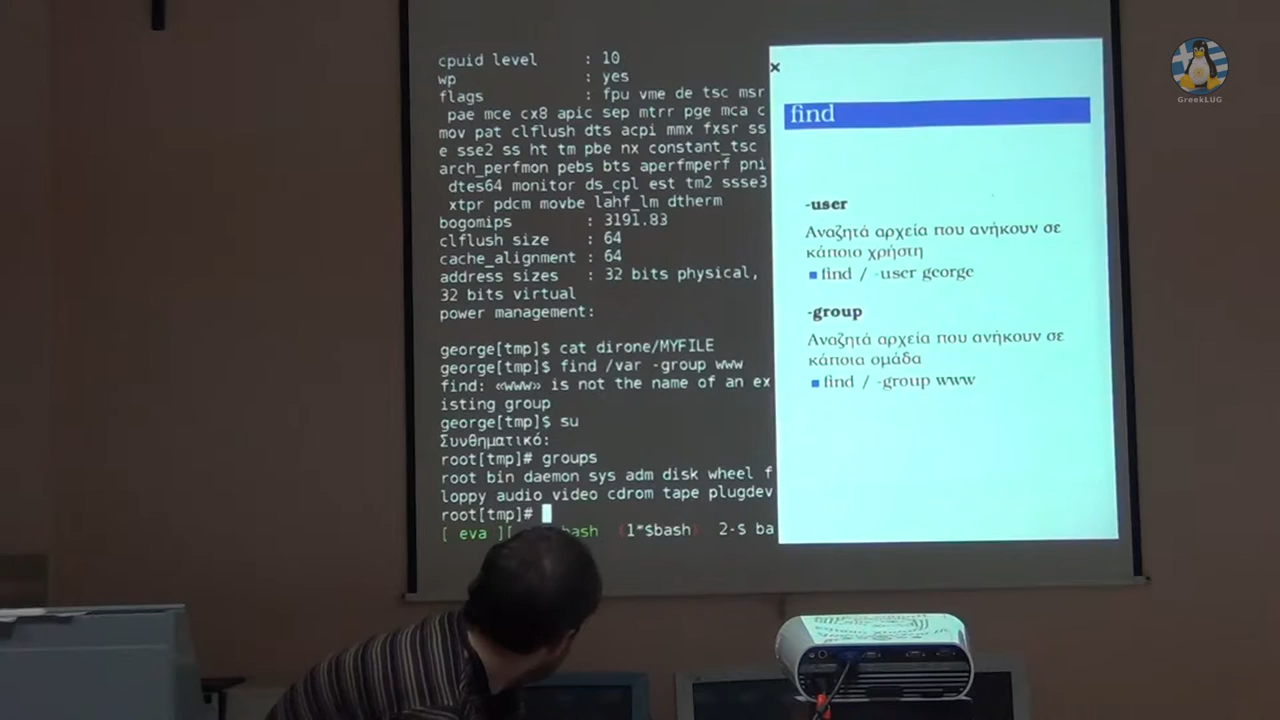 cpuid level : 10
wp : yes
flags : fpu vme de tsc msr
pae mce cx8 apic sep mtrr pge mca c
mov pat clflush dts acpi mmx fxsr ss
e sse2 ss ht tm pbe nx constant_tsc
arch_perfmon pebs bts aperfmperf pni
dtes64 monitor ds_cpl est tm2 ssse3
xtpr pdcm movbe lahf_lm dtherm
bogomips : 3191.83
clflush size : 64
cache_alignment : 64
address sizes : 32 bits physical,
32 bits virtual
power management:
george[tmp]$ cat dirone/MYFILE
george[tmp]$ find /var -group www
find: «www» is not the name of an ex
isting group
george[tmp]$ su
Συνθηματικό:
root[tmp]# groups
root bin daemon sys adm disk wheel f
loppy audio video cdrom tape plugdev
root[tmp]#
[ eva ][ bash (1*$bash) 2-$ ba
find
-user
Αναζητά αρχεία που ανήκουν σε
κάποιο χρήστη
find / -user george
-group
Αναζητά αρχεία που ανήκουν σε
κάποια ομάδα
find / -group www
GreekLUG